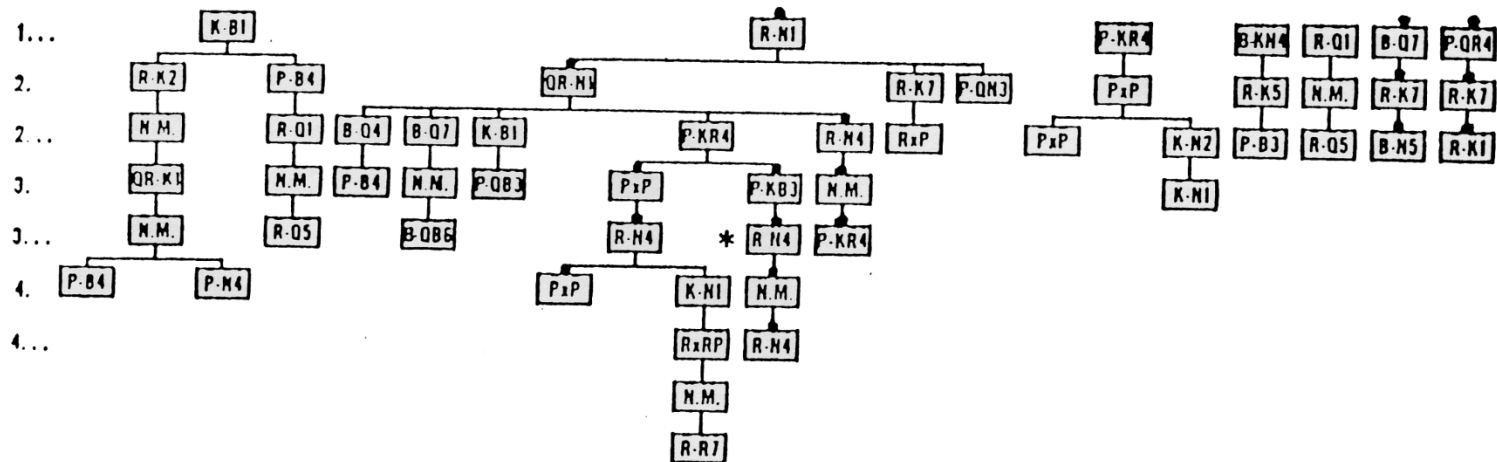 1... K-B1 R-N1 P-KR4 B-KN4 R-Q1 B-Q7 P-QR4
2. R-K2 P-B4 QR-N1 R-K7 P-QN3 PxP R-K5 N.M. R-K7 R-K7
2... N.M. R-Q1 B-Q4 B-Q7 K-B1 P-KR4 R-N4 RxP PxP K-N2 P-B3 R-Q5 B-N5 R-K1
3. QR-K1 N.M. P-B4 N.M. P-QB3 PxP P-KB3 N.M. K-N1
3... N.M. R-Q5 B-QB6 R-N4 * R-N4 P-KR4
4. P-B4 P-N4 PxP K-N1 N.M.
4... RxRP R-N4
N.M.
R-R7